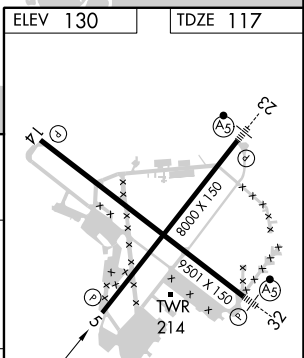 ELEV 130
TDZE 117
14
P
A5
23
P
8000 X 150
9501 X 150
A5
P
5
TWR
214
P
32